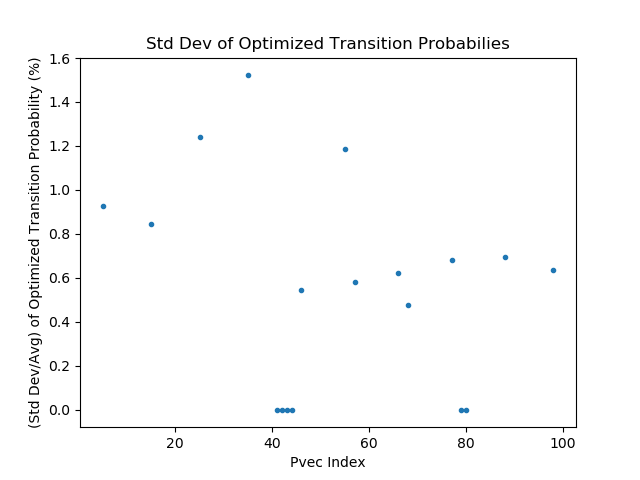 Std Dev of Optimized Transition Probabilies
(Std Dev/Avg) of Optimized Transition Probability (%)
1.6
1.4
1.2
1.0
0.8
0.6
0.4
0.2
0.0
20 40 60 80 100
Pvec Index